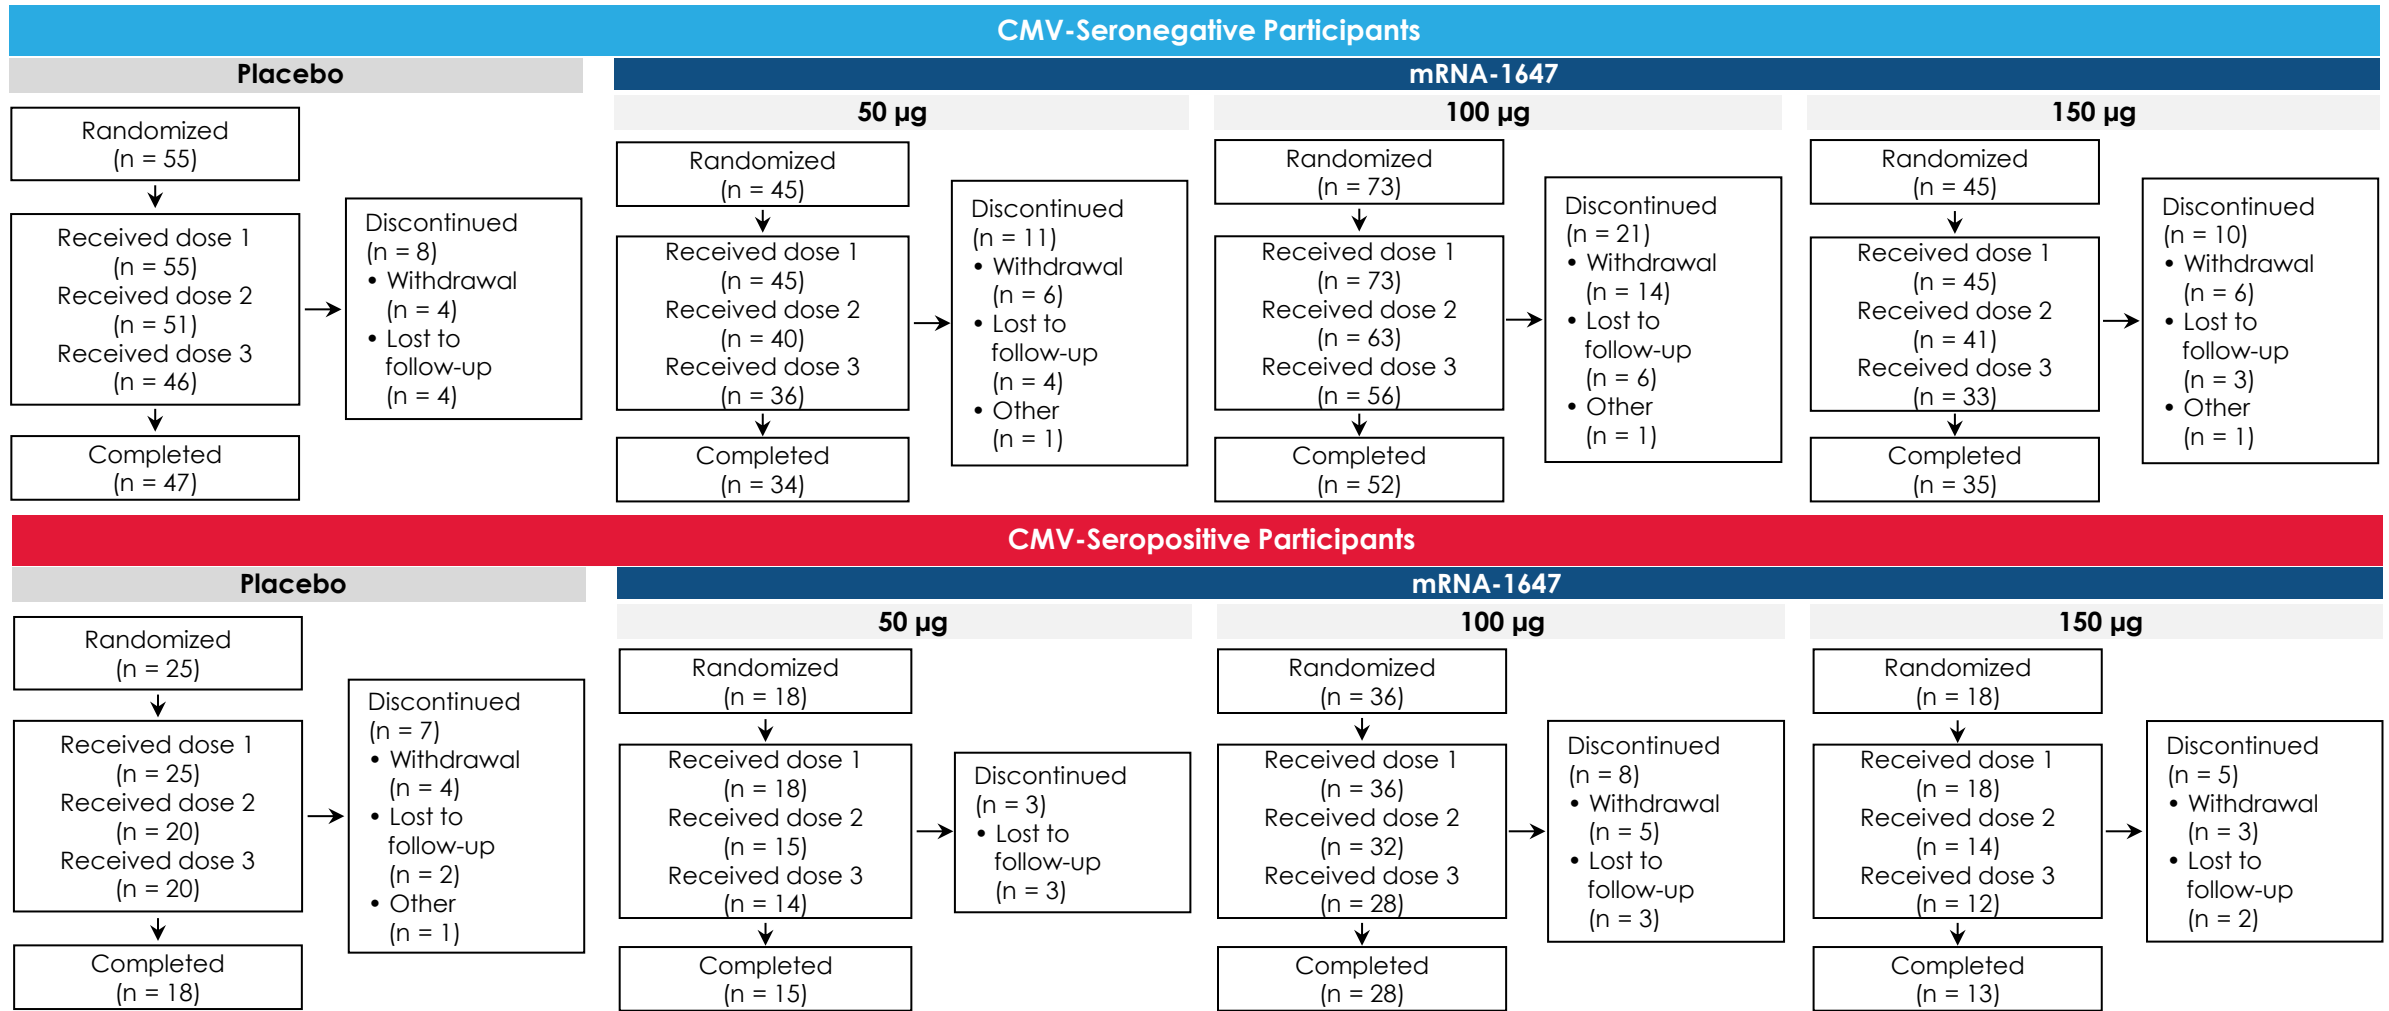 CMV-Seronegative Participants
Placebo
Randomized
(n = 55)
Received dose 1
(n = 55)
Received dose 2
(n = 51)
Received dose 3
(n = 46)
Completed
(n = 47)
Discontinued
(n = 8)
• Withdrawal
(n = 4)
• Lost to
follow-up
(n = 4)
mRNA-1647
50 µg
Randomized
(n = 45)
Received dose 1
(n = 45)
Received dose 2
(n = 40)
Received dose 3
(n = 36)
Completed
(n = 34)
Discontinued
(n = 11)
• Withdrawal
(n = 6)
• Lost to
follow-up
(n = 4)
• Other
(n = 1)
100 µg
Randomized
(n = 73)
Received dose 1
(n = 73)
Received dose 2
(n = 63)
Received dose 3
(n = 56)
Completed
(n = 52)
Discontinued
(n = 21)
• Withdrawal
(n = 14)
• Lost to
follow-up
(n = 6)
• Other
(n = 1)
150 µg
Randomized
(n = 45)
Received dose 1
(n = 45)
Received dose 2
(n = 41)
Received dose 3
(n = 33)
Completed
(n = 35)
Discontinued
(n = 10)
• Withdrawal
(n = 6)
• Lost to
follow-up
(n = 3)
• Other
(n = 1)
CMV-Seropositive Participants
Placebo
Randomized
(n = 25)
Received dose 1
(n = 25)
Received dose 2
(n = 20)
Received dose 3
(n = 20)
Completed
(n = 18)
Discontinued
(n = 7)
• Withdrawal
(n = 4)
• Lost to
follow-up
(n = 2)
• Other
(n = 1)
mRNA-1647
50 µg
Randomized
(n = 18)
Received dose 1
(n = 18)
Received dose 2
(n = 15)
Received dose 3
(n = 14)
Completed
(n = 15)
Discontinued
(n = 3)
• Lost to
follow-up
(n = 3)
100 µg
Randomized
(n = 36)
Received dose 1
(n = 36)
Received dose 2
(n = 32)
Received dose 3
(n = 28)
Completed
(n = 28)
Discontinued
(n = 8)
• Withdrawal
(n = 5)
• Lost to
follow-up
(n = 3)
150 µg
Randomized
(n = 18)
Received dose 1
(n = 18)
Received dose 2
(n = 14)
Received dose 3
(n = 12)
Completed
(n = 13)
Discontinued
(n = 5)
• Withdrawal
(n = 3)
• Lost to
follow-up
(n = 2)